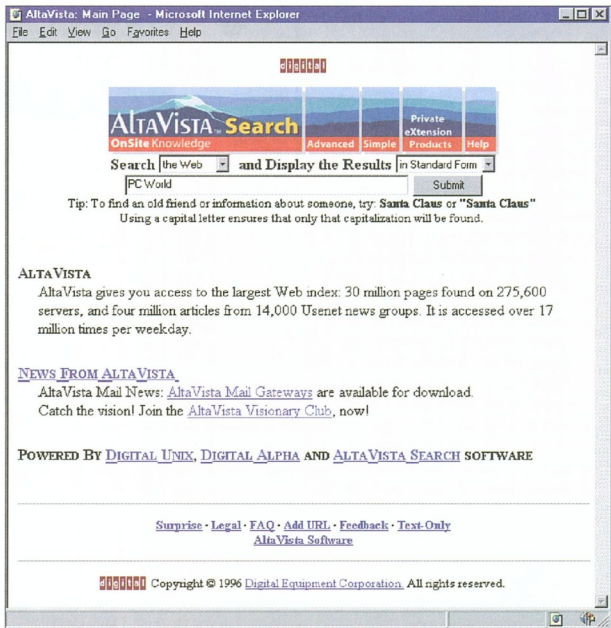 AltaVista: Main Page - Microsoft Internet Explorer
File Edit View Go Favorites Help
digital
ALTAVISTA™ Search
OnSite Knowledge
Advanced
Simple
Private eXtension Products
Help
Search the Web and Display the Results in Standard Form
PC World Submit
Tip: To find an old friend or information about someone, try: Santa Claus or "Santa Claus"
Using a capital letter ensures that only that capitalization will be found.
ALTAVISTA
AltaVista gives you access to the largest Web index: 30 million pages found on 275,600
servers, and four million articles from 14,000 Usenet news groups. It is accessed over 17
million times per weekday.
NEWS FROM ALTAVISTA
AltaVista Mail News: AltaVista Mail Gateways are available for download.
Catch the vision! Join the AltaVista Visionary Club, now!
POWERED BY DIGITAL UNIX, DIGITAL ALPHA AND ALTAVISTA SEARCH SOFTWARE
Surprise · Legal · FAQ · Add URL · Feedback · Text-Only
AltaVista Software
digital Copyright © 1996 Digital Equipment Corporation. All rights reserved.